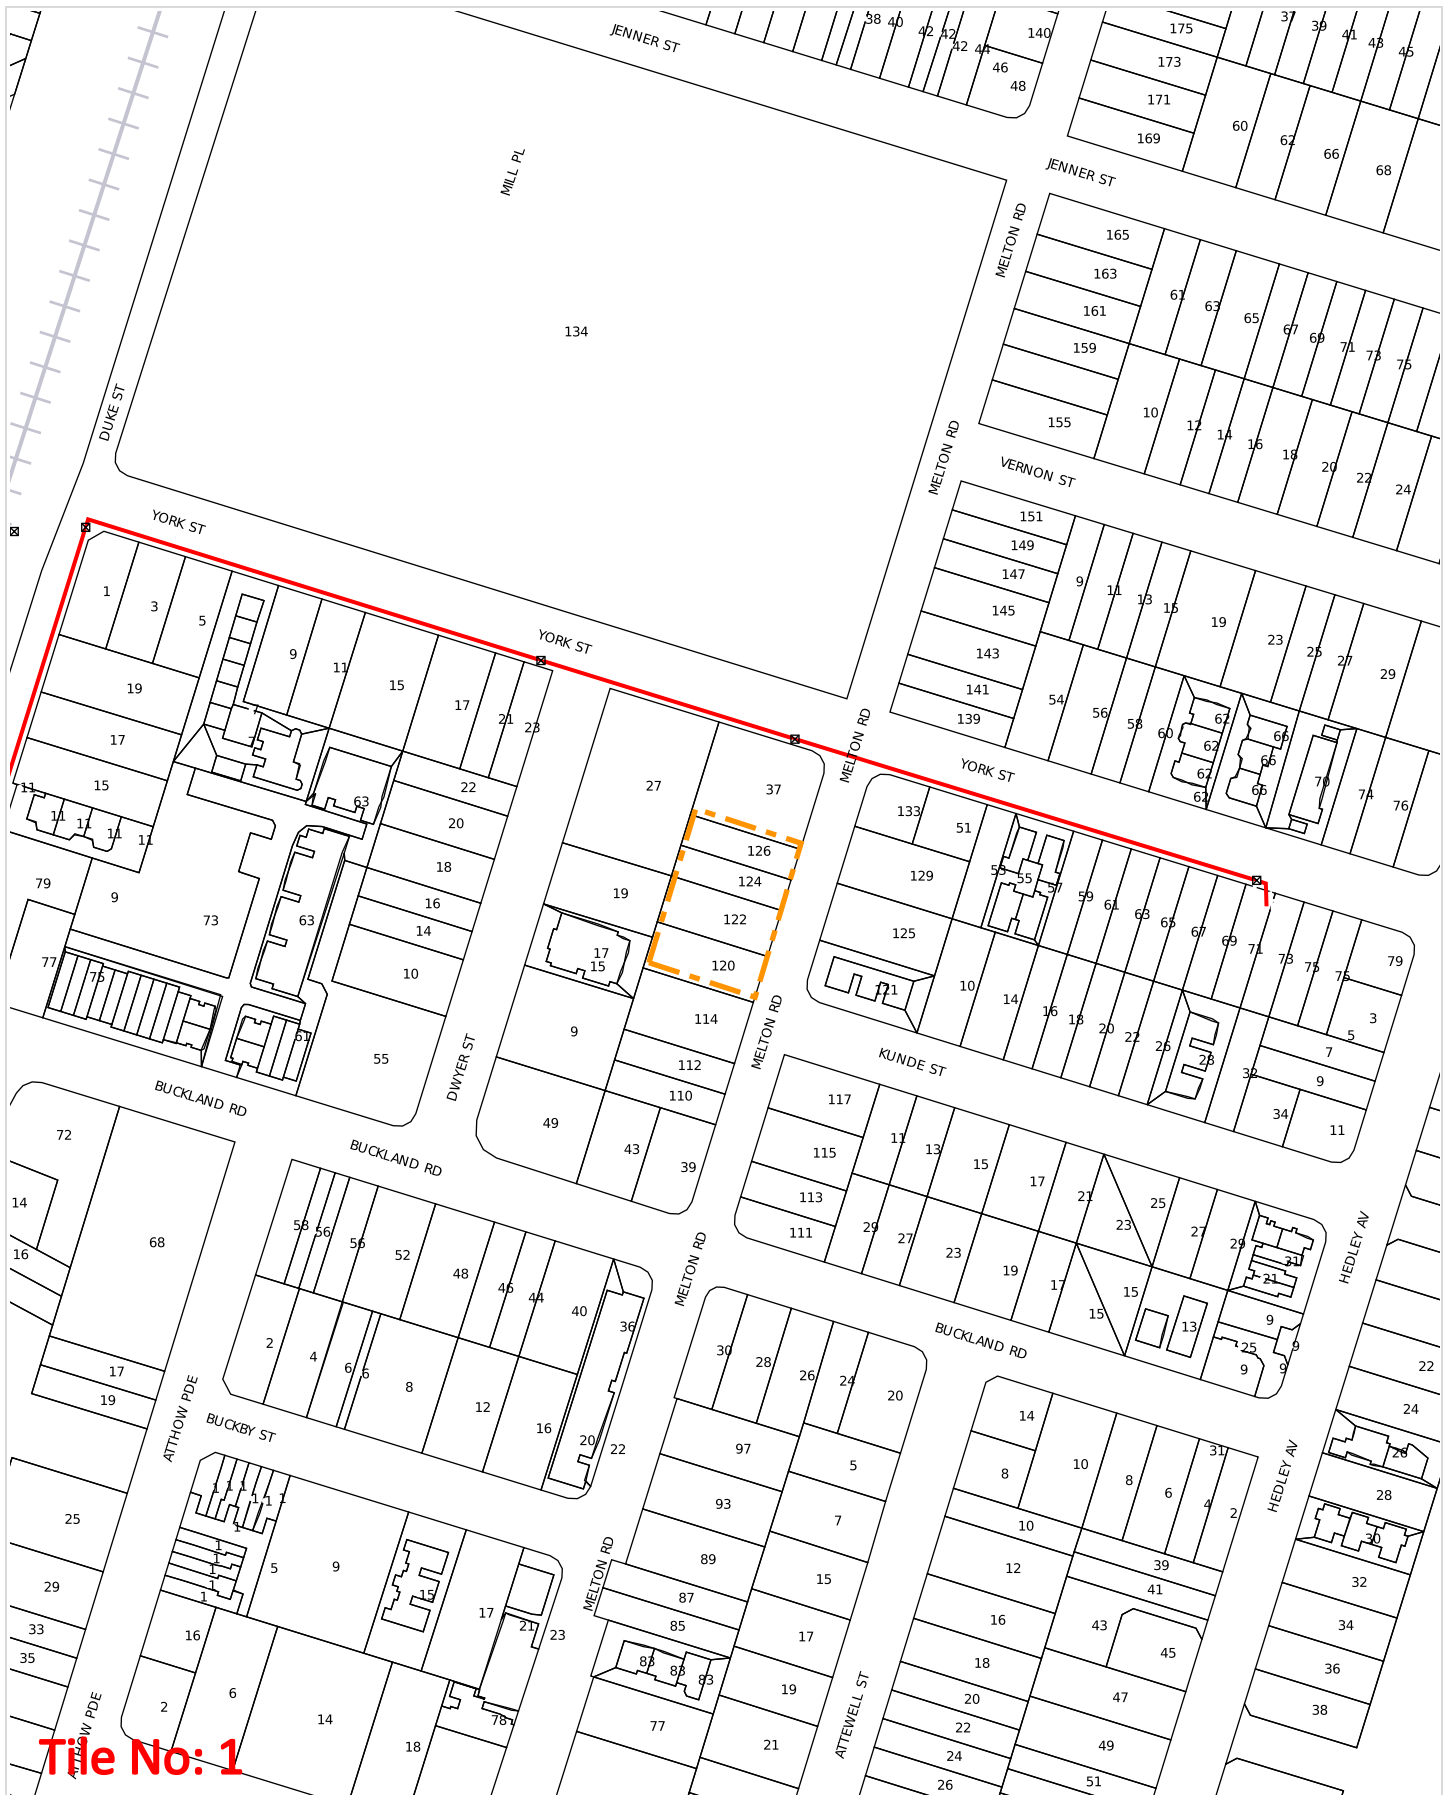 38 40 42 42 42 44 140
46
48
JENNER ST
175 37 39 41 43 45
173
171
169
60 62 66 68
JENNER ST
MILL PL
MELTON RD
165
163
161
159
155
61 63 65 67 69 71 73 75
134
10 12 14 16 18 20 22 24
DUKE ST
MELTON RD
VERNON ST
151
149
147
145
143
141
139
9 11 13 15 19 23 25 27 29
54 56 58 60 62 66 70 74 76
62 66
62 66
62
YORK ST
YORK ST
MELTON RD
YORK ST
1 3 5 7 9 11 15 17 21 23
19
17
15
11 11 11 11 11
63
22
20
18
16
14
10
27 37
126
124
122
120
19
17
15
133 51 53 55 57 59 61 63 65 67 69 71 73 75 75 79
129
125
121
10 14 16 18 20 22 26 28 32
3
5
7
9
34 11
79 9 73 63
77 75
61 55
DWYER ST
9
114
112
110
49 43 39
MELTON RD
KUNDE ST
BUCKLAND RD
BUCKLAND RD
72
14
16
68
17
19
58 56 56 52 48 46 44 40 36
2 4 6 6 8 12 16 20 22
117
115
113
111
11 13 15 17 21 23 25 27 29 31
21
29 27 23 19 17 15 15 13 25
9 9 9 9
MELTON RD
HEDLEY AV
BUCKLAND RD
30 28 26 24 20
22
24
26
28
30
32
34
36
38
ATTHOW PDE
BUCKBY ST
97 5
93 7
89 15
87
85 17
83 83 83
19
77 21
14
8
10 8 6 4 2 31
10
12
16
18
20
22
24
26
39
41
43 45
47
49
51
HEDLEY AV
25
29
33
35
1 1 1 1 1 1
1
1
1
1
1
1
5 9 15 17 21 23
16
2 6 14 18 78
MELTON RD
ATTEWELL ST
ATTHOW PDE
Tile No: 1